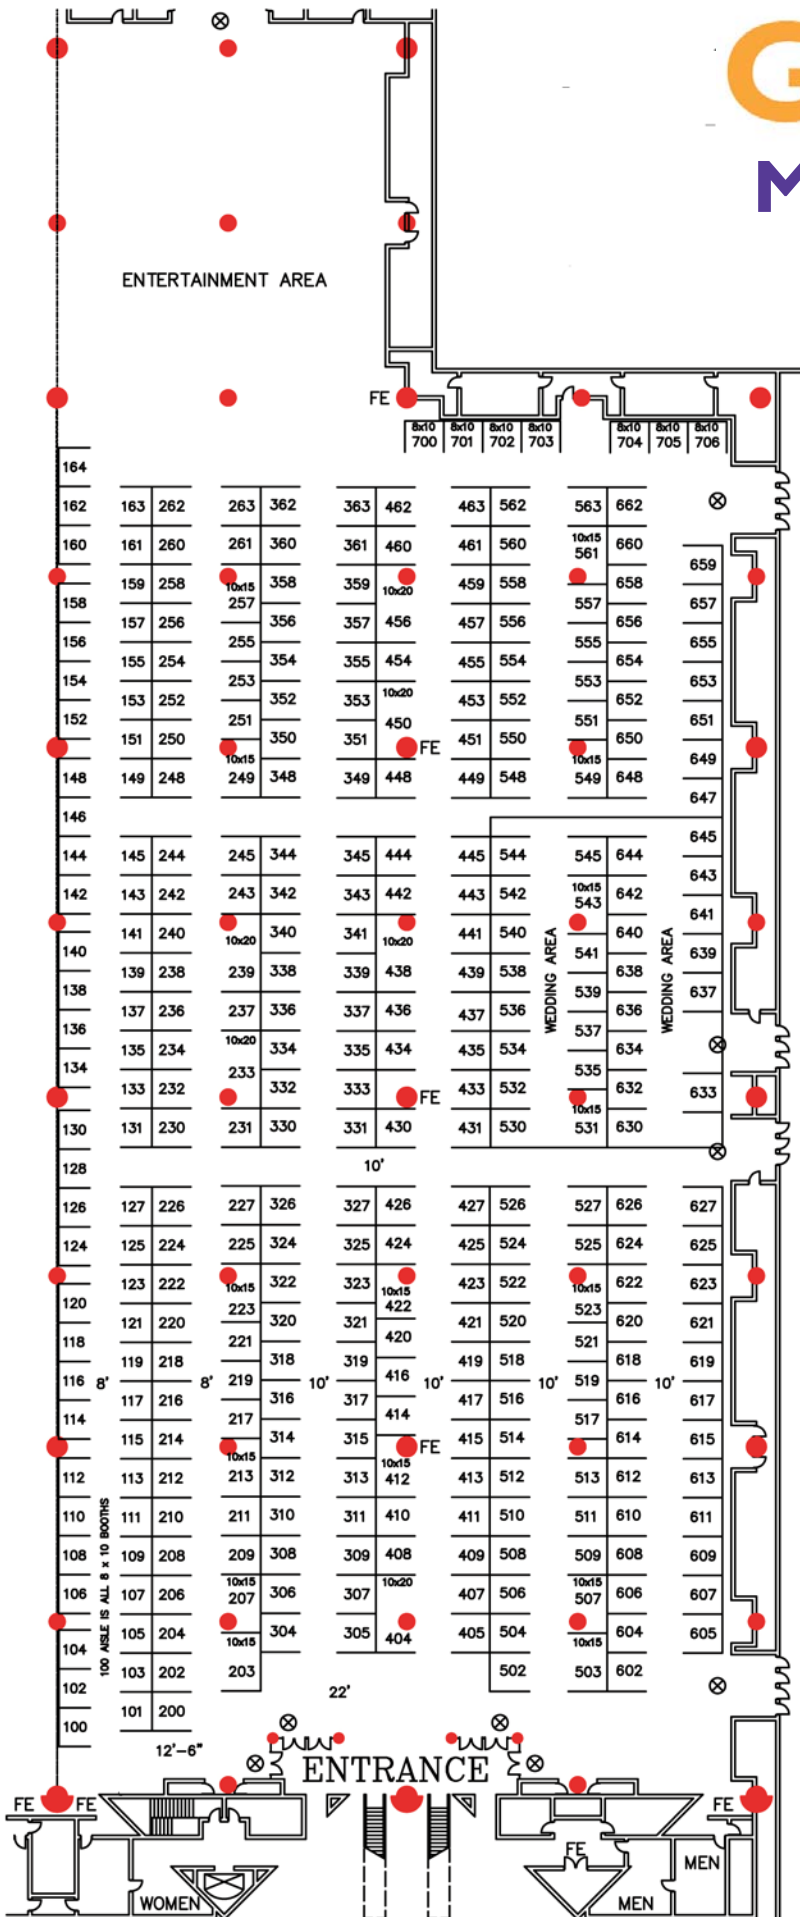 G
M
ENTERTAINMENT AREA
FE
8x10 8x10 8x10 8x10 8x10 8x10 8x10
700 701 702 703 704 705 706
164
162 163 262 263 362 363 462 463 562 563 662
10x15
160 161 260 261 360 361 460 461 560 561 660
659
159 258 10x15 358 359 10x20 459 558 658
158 257 557 657
157 256 356 357 456 457 556 656
156 255 555 655
155 254 354 355 454 455 554 654
154 253 553 653
153 252 352 353 10x20 453 552 652
152 251 450 551 651
151 250 350 351 FE 451 550 650
10x15 10x15 649
148 149 248 249 348 349 448 449 548 549 648
647
146
645
144 145 244 245 344 345 444 445 544 545 644
643
10x15
142 143 242 243 342 343 442 443 542 543 642
641
141 240 10x20 340 341 10x20 441 540 640
140 541 639
139 238 239 338 339 438 439 538 638
138 539 637
137 236 237 336 337 436 437 536 636
136 537
WEDDING AREA
WEDDING AREA
135 234 10x20 334 335 434 435 534 634
134 233 535
133 232 332 333 FE 433 532 632
633
10x15
130 131 230 231 330 331 430 431 530 531 630
128 10'
126 127 226 227 326 327 426 427 526 527 626 627
124 125 224 225 324 325 424 425 524 525 624 625
123 222 10x15 322 323 10x15 423 522 10x15 622 623
120 223 422 523
121 220 320 321 421 520 620 621
118 221 420 521
119 218 318 319 419 518 618 619
116 8' 8' 219 10' 416 10' 10' 519 10'
117 216 316 317 417 516 616 617
114 217 414 517
115 214 314 315 FE 415 514 614 615
10x15 10x15
112 113 212 213 312 313 412 413 512 513 612 613
110 111 210 211 310 311 410 411 510 511 610 611
108 109 208 209 308 309 408 409 508 509 608 609
10x15 10x20 10x15
106 107 206 207 306 307 407 506 507 606 607
100 AISLE IS ALL 8 x 10 BOOTHS
105 204 10x15 304 305 404 405 504 10x15 604 605
104
103 202 203 502 503 602
102 22'
101 200
100
12'-6"
ENTRANCE
FE FE FE
FE
MEN
WOMEN MEN